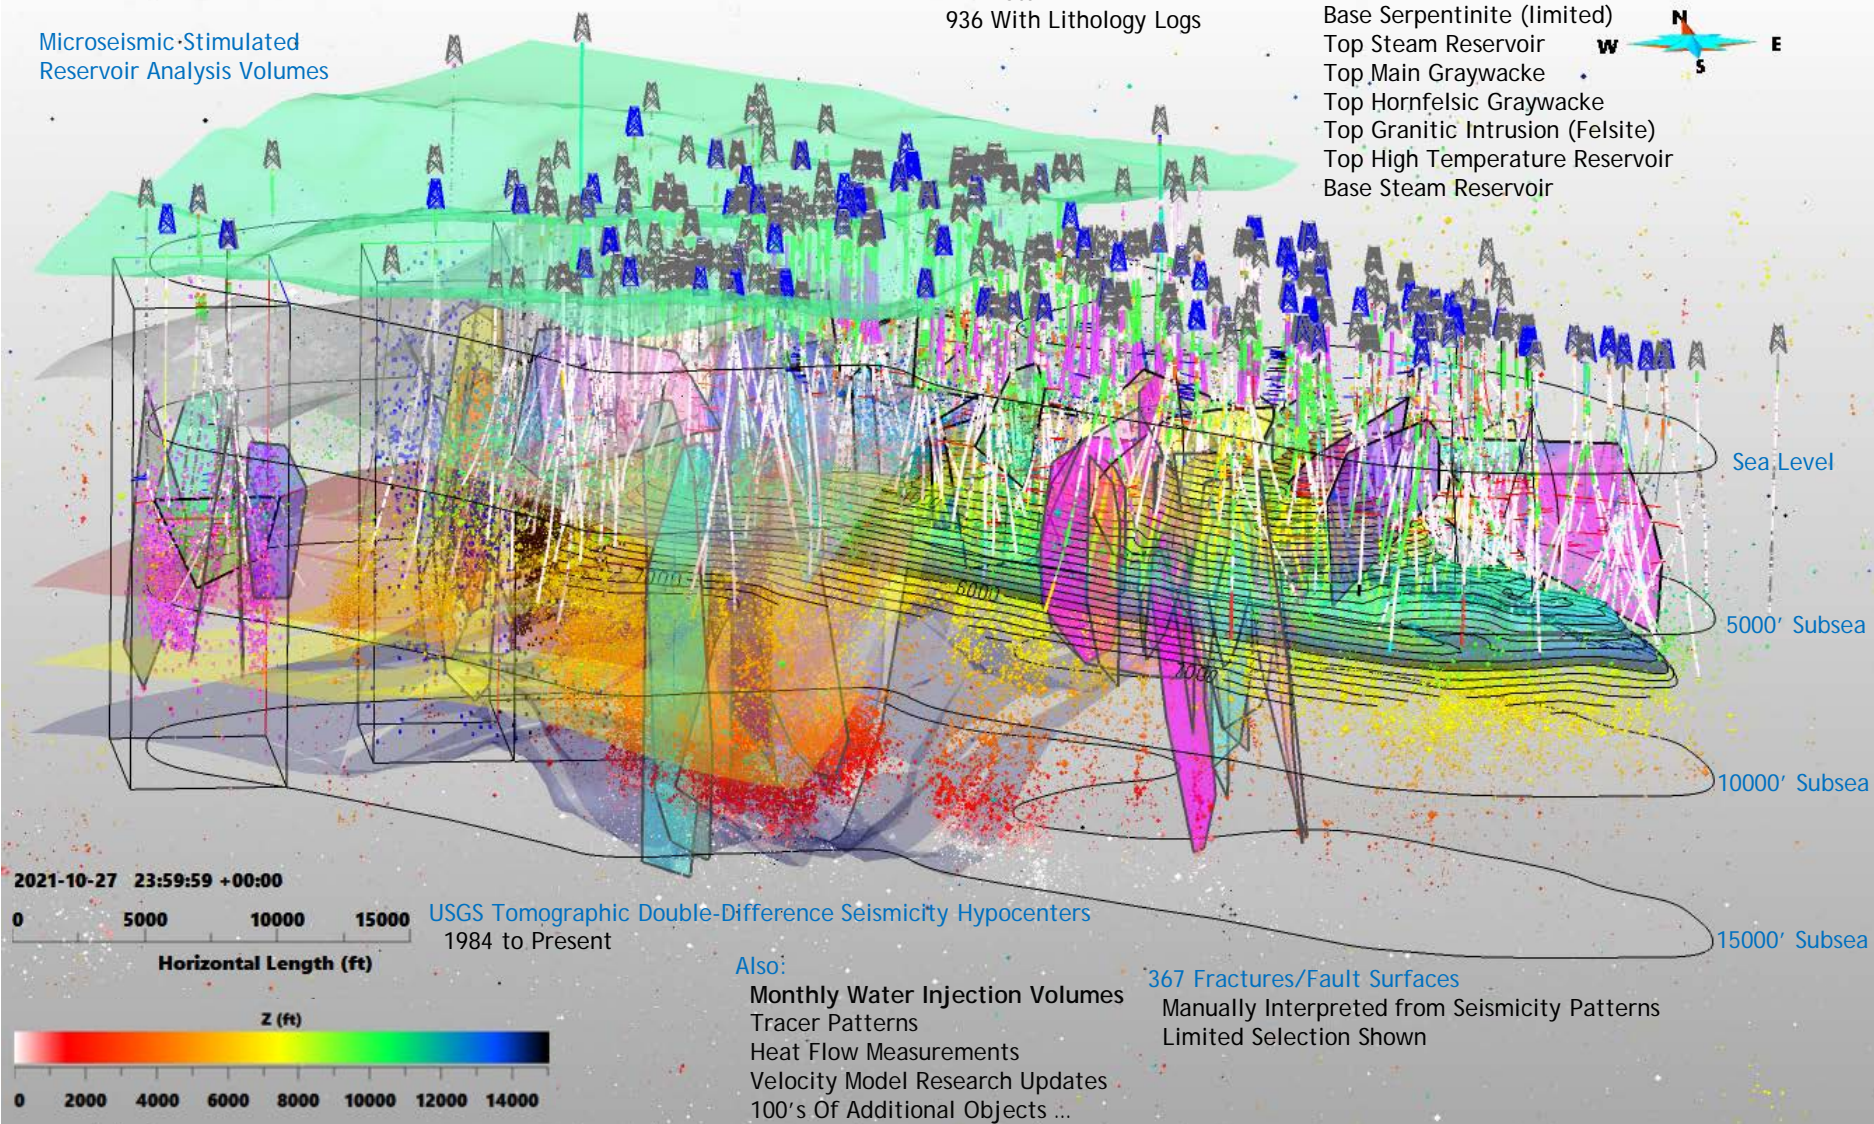 936 With Lithology Logs
Base Serpentinite (limited)
Top Steam Reservoir
Top Main Graywacke
Top Hornfelsic Graywacke
Top Granitic Intrusion (Felsite)
Top High Temperature Reservoir
Base Steam Reservoir
N
W
E
S
Microseismic Stimulated
Reservoir Analysis Volumes
Sea Level
6000
5000' Subsea
7000
10000' Subsea
15000' Subsea
2021-10-27 23:59:59 +00:00
0 5000 10000 15000
Horizontal Length (ft)
USGS Tomographic Double-Difference Seismicity Hypocenters
1984 to Present
Also:
Monthly Water Injection Volumes
Tracer Patterns
Heat Flow Measurements
Velocity Model Research Updates
100's Of Additional Objects ...
367 Fractures/Fault Surfaces
Manually Interpreted from Seismicity Patterns
Limited Selection Shown
Z (ft)
0 2000 4000 6000 8000 10000 12000 14000